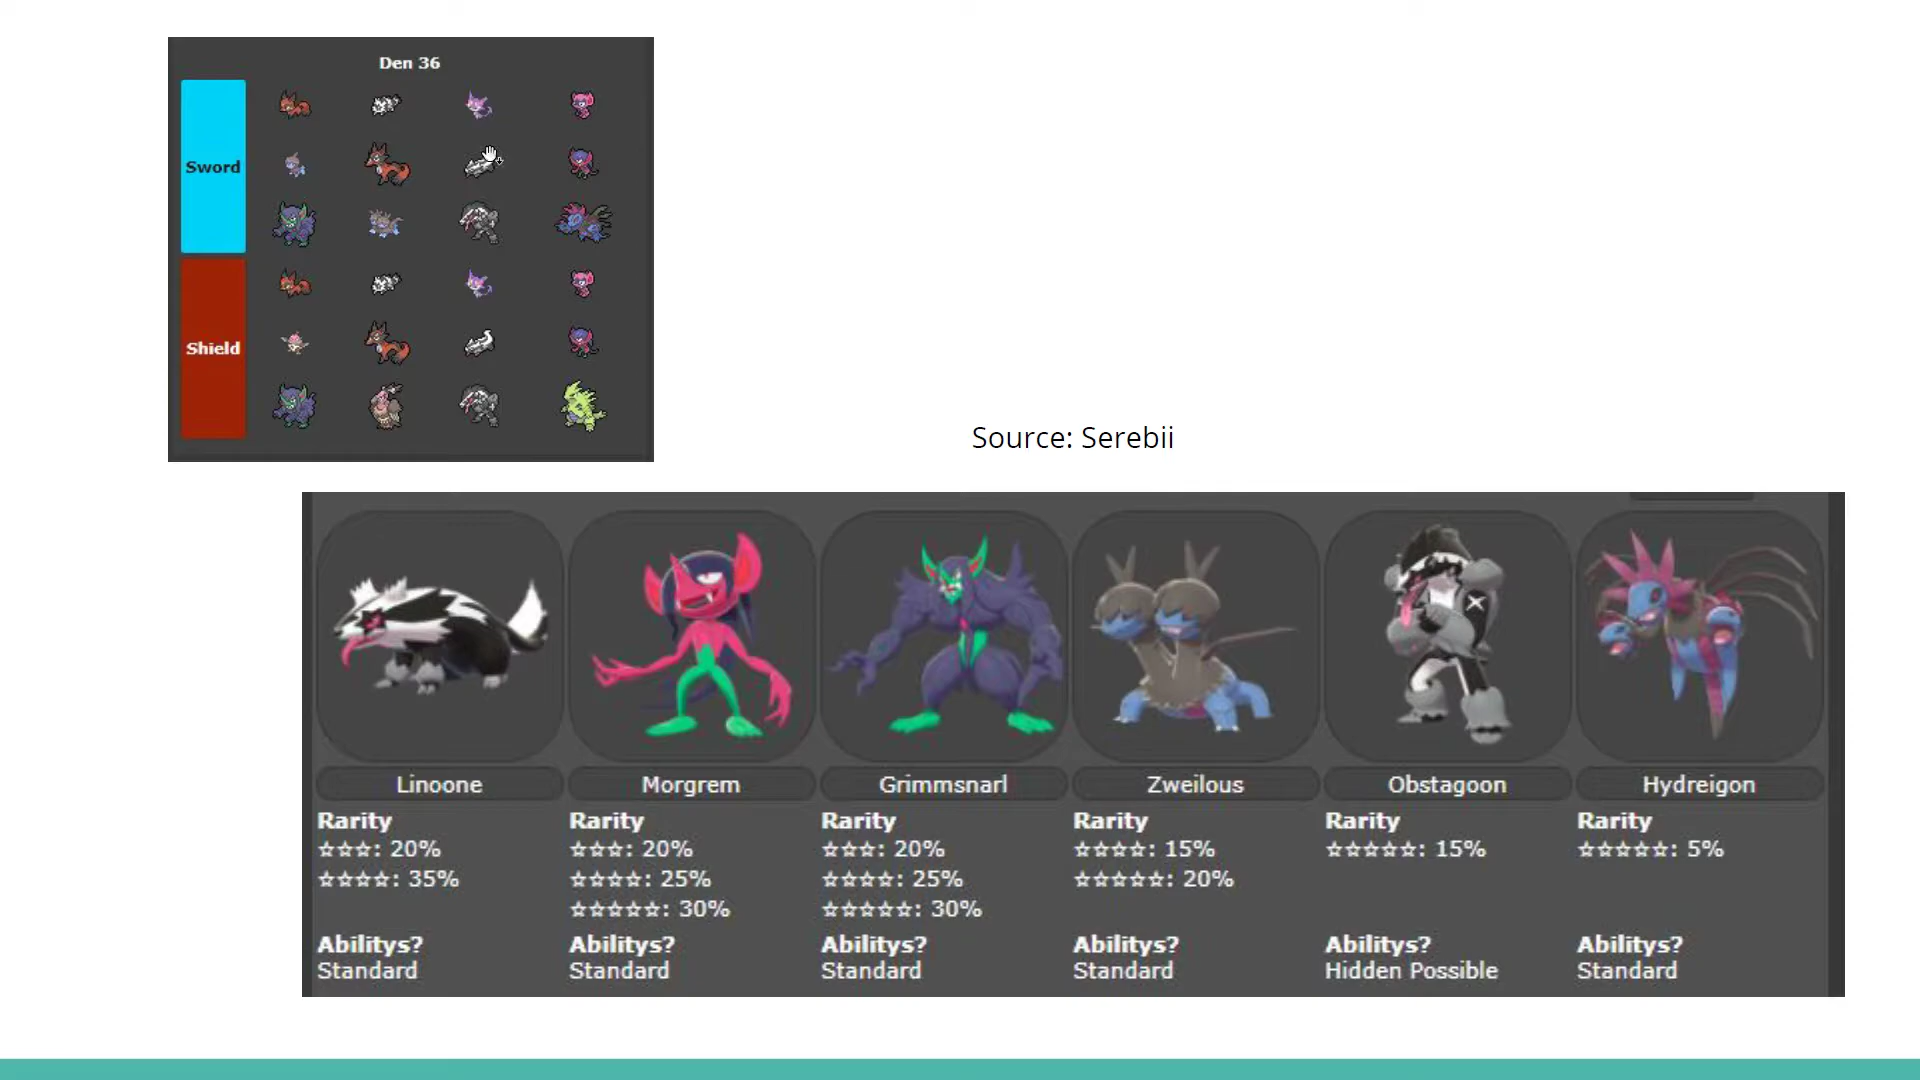 Den 36
Sword
Shield
Source: Serebii
Linoone
Morgrem
Grimmsnarl
Zweilous
Obstagoon
Hydreigon
Rarity
☆☆☆: 20%
☆☆☆☆: 35%
Abilitys?
Standard
Rarity
☆☆☆: 20%
☆☆☆☆: 25%
☆☆☆☆☆: 30%
Abilitys?
Standard
Rarity
☆☆☆: 20%
☆☆☆☆: 25%
☆☆☆☆☆: 30%
Abilitys?
Standard
Rarity
☆☆☆☆: 15%
☆☆☆☆☆: 20%
Abilitys?
Standard
Rarity
☆☆☆☆☆: 15%
Abilitys?
Hidden Possible
Rarity
☆☆☆☆☆: 5%
Abilitys?
Standard